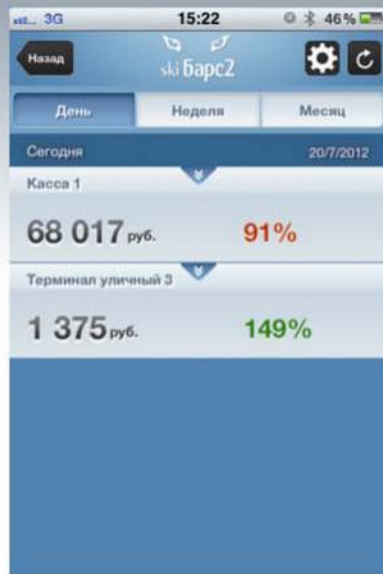 3G 15:22 46%
Назад
ski Барс2
День Неделя Месяц
Сегодня 20/7/2012
Касса 1
68 017 руб. 91%
Терминал уличный 3
1 375 руб. 149%